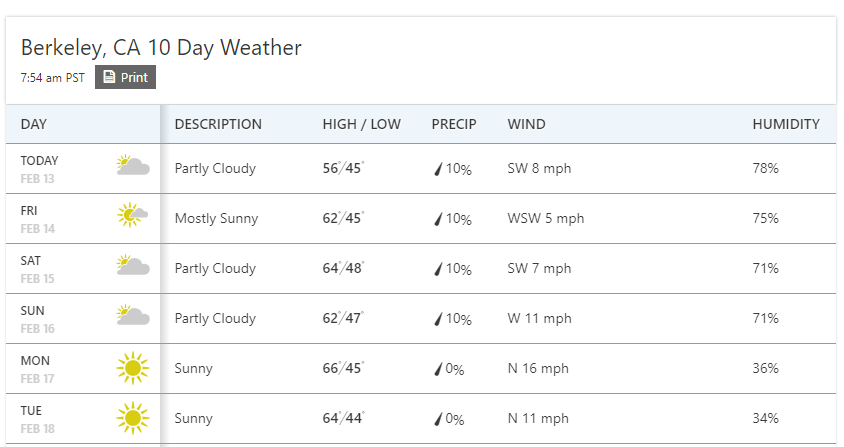 Berkeley, CA 10 Day Weather
7:54 am PST Print
DAY DESCRIPTION HIGH / LOW PRECIP WIND HUMIDITY
TODAY
FEB 13 Partly Cloudy 56°/45° 10% SW 8 mph 78%
FRI
FEB 14 Mostly Sunny 62°/45° 10% WSW 5 mph 75%
SAT
FEB 15 Partly Cloudy 64°/48° 10% SW 7 mph 71%
SUN
FEB 16 Partly Cloudy 62°/47° 10% W 11 mph 71%
MON
FEB 17 Sunny 66°/45° 0% N 16 mph 36%
TUE
FEB 18 Sunny 64°/44° 0% N 11 mph 34%